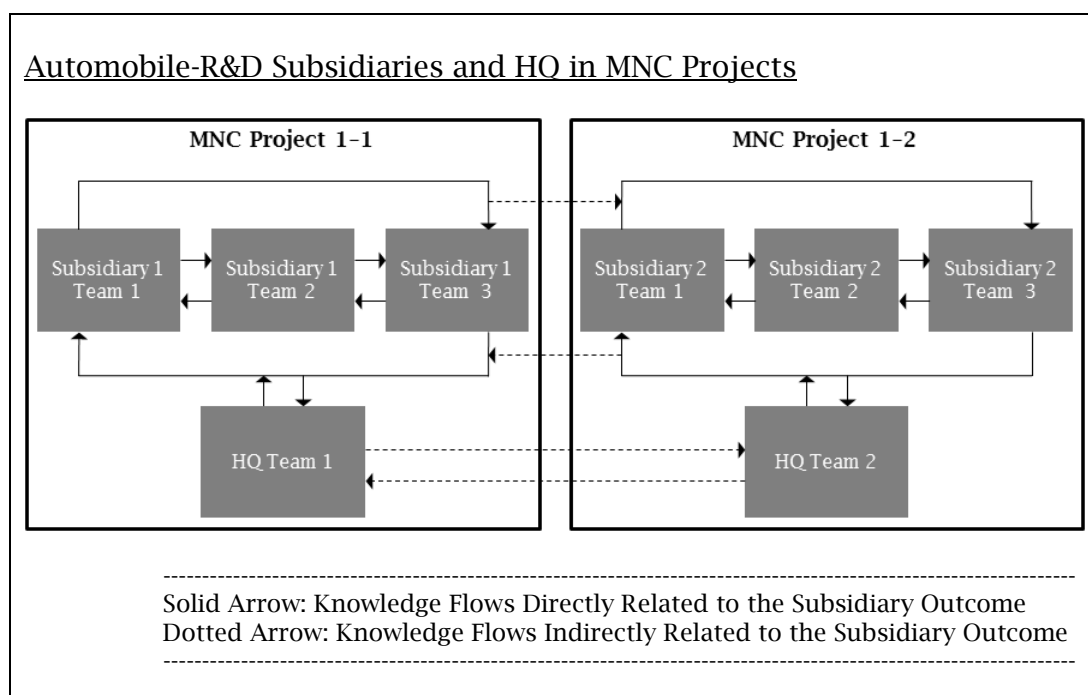 Automobile-R&D Subsidiaries and HQ in MNC Projects
MNC Project 1-1
Subsidiary 1
Team 1
Subsidiary 1
Team 2
Subsidiary 1
Team 3
HQ Team 1
MNC Project 1-2
Subsidiary 2
Team 1
Subsidiary 2
Team 2
Subsidiary 2
Team 3
HQ Team 2
Solid Arrow: Knowledge Flows Directly Related to the Subsidiary Outcome
Dotted Arrow: Knowledge Flows Indirectly Related to the Subsidiary Outcome